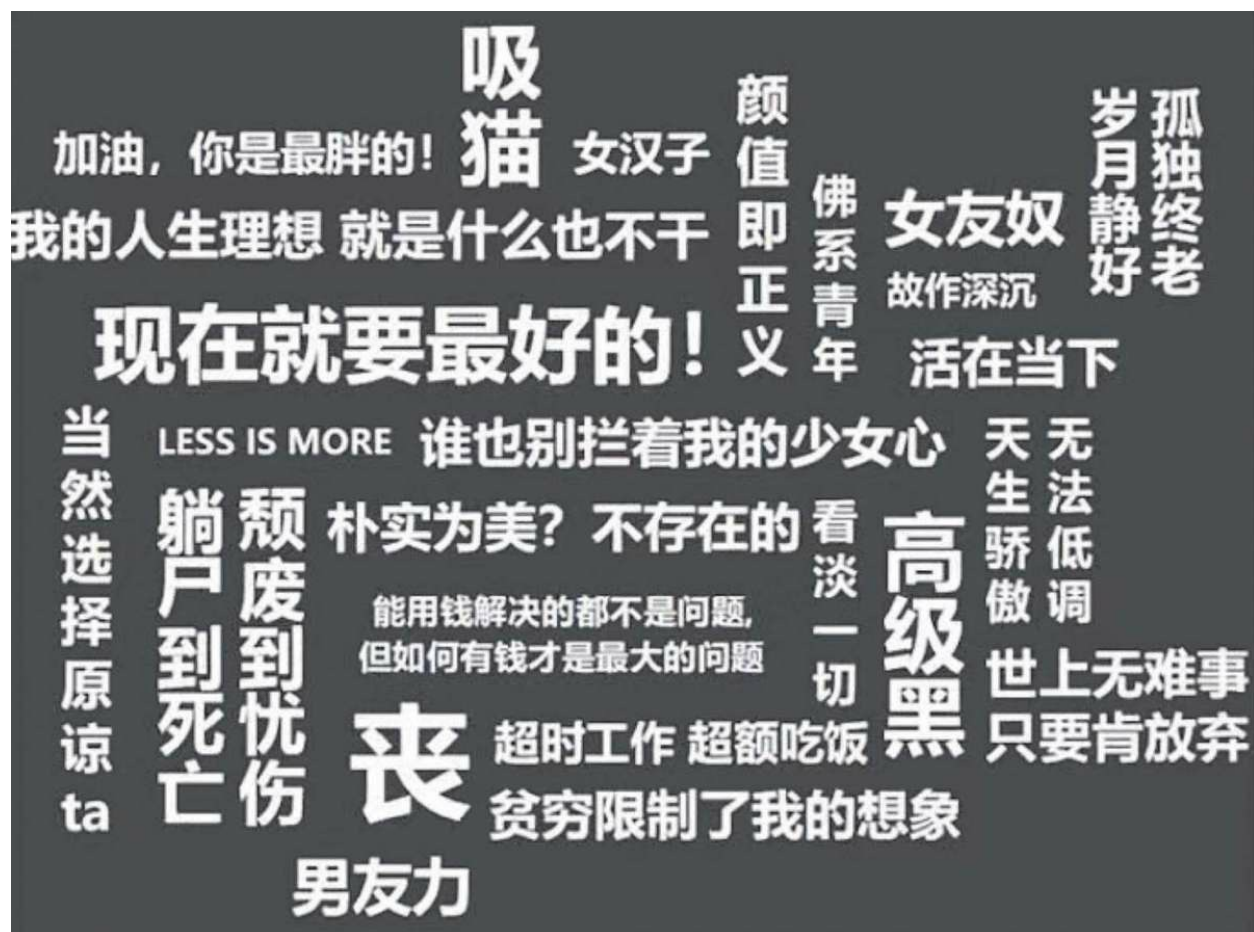 吸猫
加油，你是最胖的！
女汉子
我的人生理想 就是什么也不干
颜值即正义
佛系青年
女友奴
故作深沉
岁月静好
孤独终老
现在就要最好的！
活在当下
当然选择原谅ta
LESS IS MORE
谁也别拦着我的少女心
天生骄傲
无法低调
躺尸到死亡
颓废到忧伤
朴实为美？不存在的
看淡一切
高级黑
能用钱解决的都不是问题,
但如何有钱才是最大的问题
世上无难事
只要肯放弃
丧
超时工作 超额吃饭
贫穷限制了我的想象
男友力